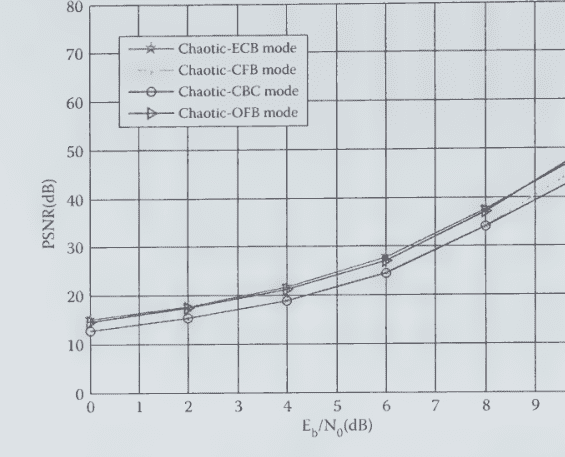 80
70
60
50
40
30
20
10
0
PSNR(dB)
Chaotic-ECB mode
Chaotic-CFB mode
Chaotic-CBC mode
Chaotic-OFB mode
0 1 2 3 4 5 6 7 8 9
E_b/N_0(dB)